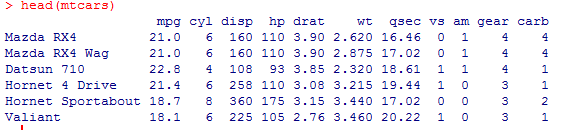 > head(mtcars)
                   mpg cyl disp  hp drat    wt  qsec vs am gear carb
Mazda RX4         21.0   6  160 110 3.90 2.620 16.46  0  1    4    4
Mazda RX4 Wag     21.0   6  160 110 3.90 2.875 17.02  0  1    4    4
Datsun 710        22.8   4  108  93 3.85 2.320 18.61  1  1    4    1
Hornet 4 Drive    21.4   6  258 110 3.08 3.215 19.44  1  0    3    1
Hornet Sportabout 18.7   8  360 175 3.15 3.440 17.02  0  0    3    2
Valiant           18.1   6  225 105 2.76 3.460 20.22  1  0    3    1